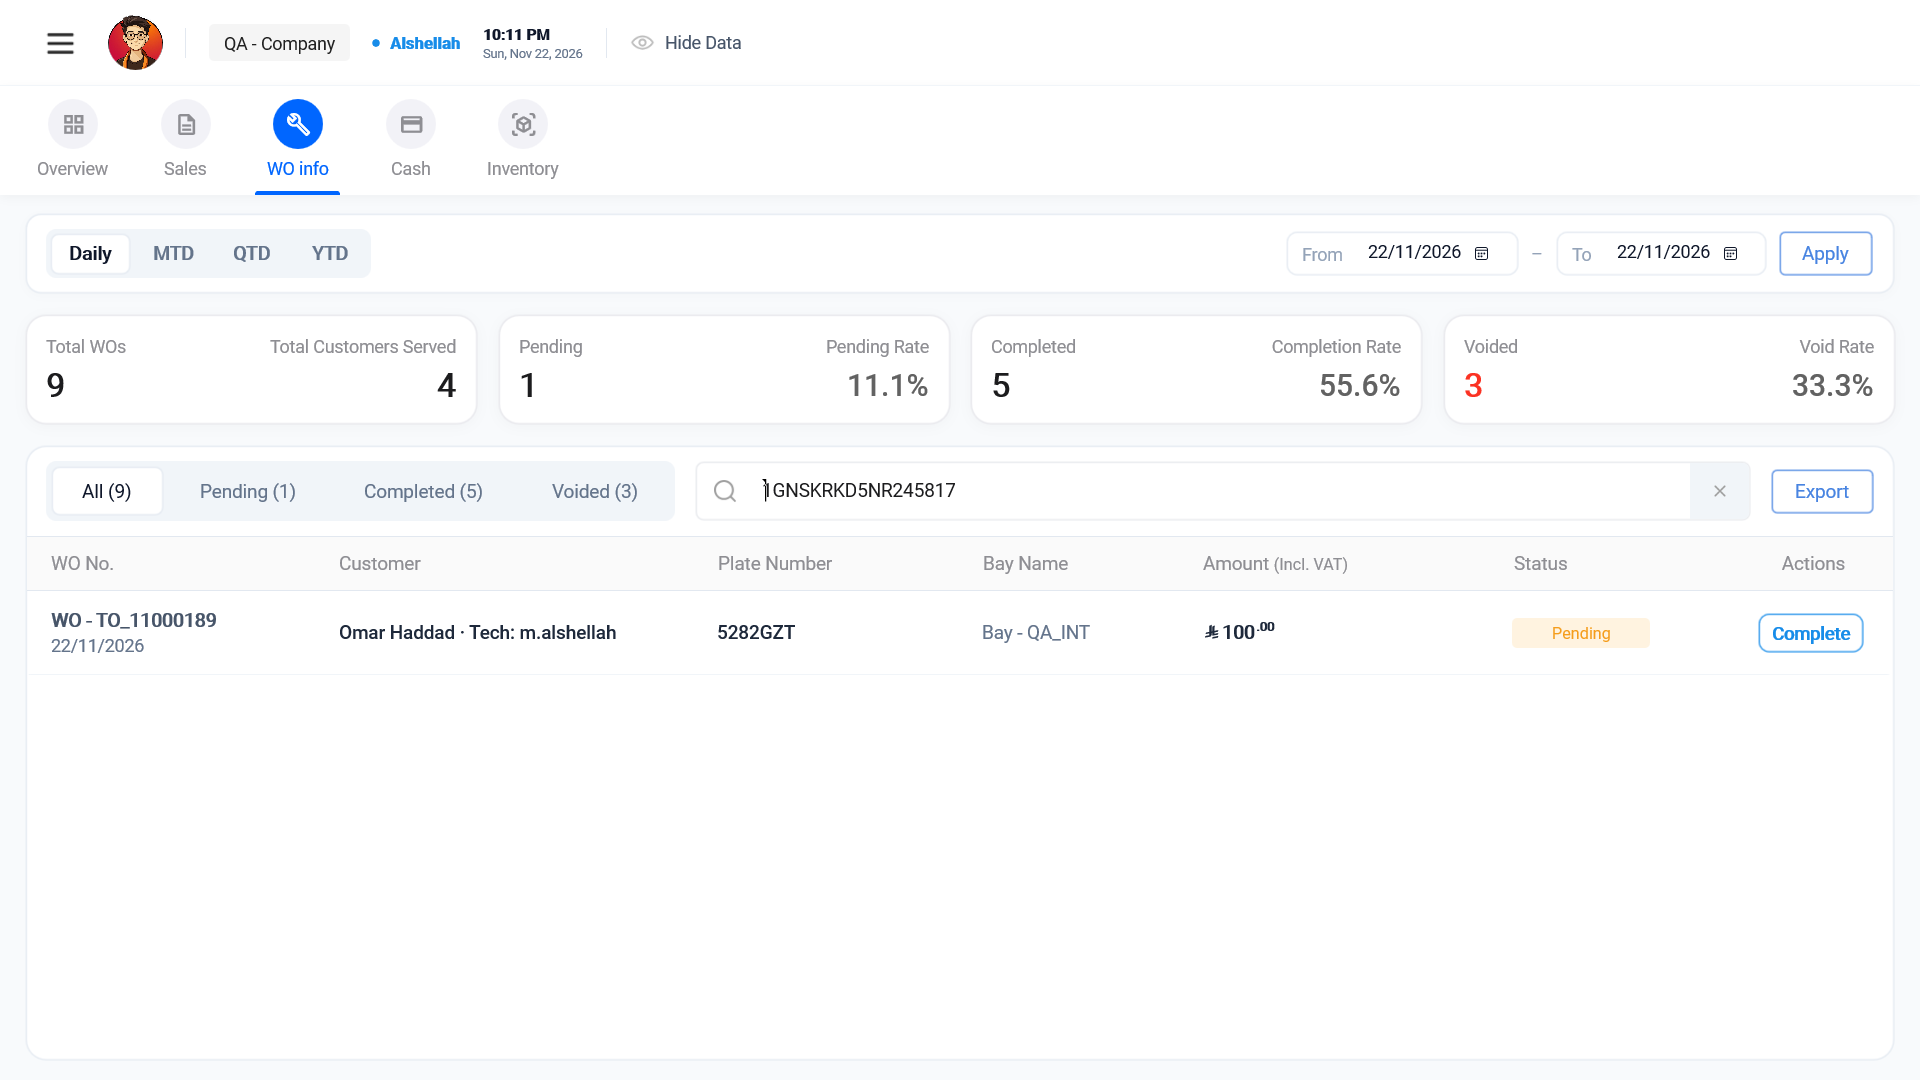 QA - Company
Alshellah
10:11 PM
Sun, Nov 22, 2026
Hide Data
Overview
Sales
WO info
Cash
Inventory
Daily
MTD
QTD
YTD
From 22/11/2026
–
To 22/11/2026
Apply
Total WOs
9
Total Customers Served
4
Pending
1
Pending Rate
11.1%
Completed
5
Completion Rate
55.6%
Voided
3
Void Rate
33.3%
All (9)
Pending (1)
Completed (5)
Voided (3)
1GNSKRKD5NR245817
Export
WO No.
Customer
Plate Number
Bay Name
Amount (Incl. VAT)
Status
Actions
WO - TO_11000189
22/11/2026
Omar Haddad · Tech: m.alshellah
5282GZT
Bay - QA_INT
100.00
Pending
Complete